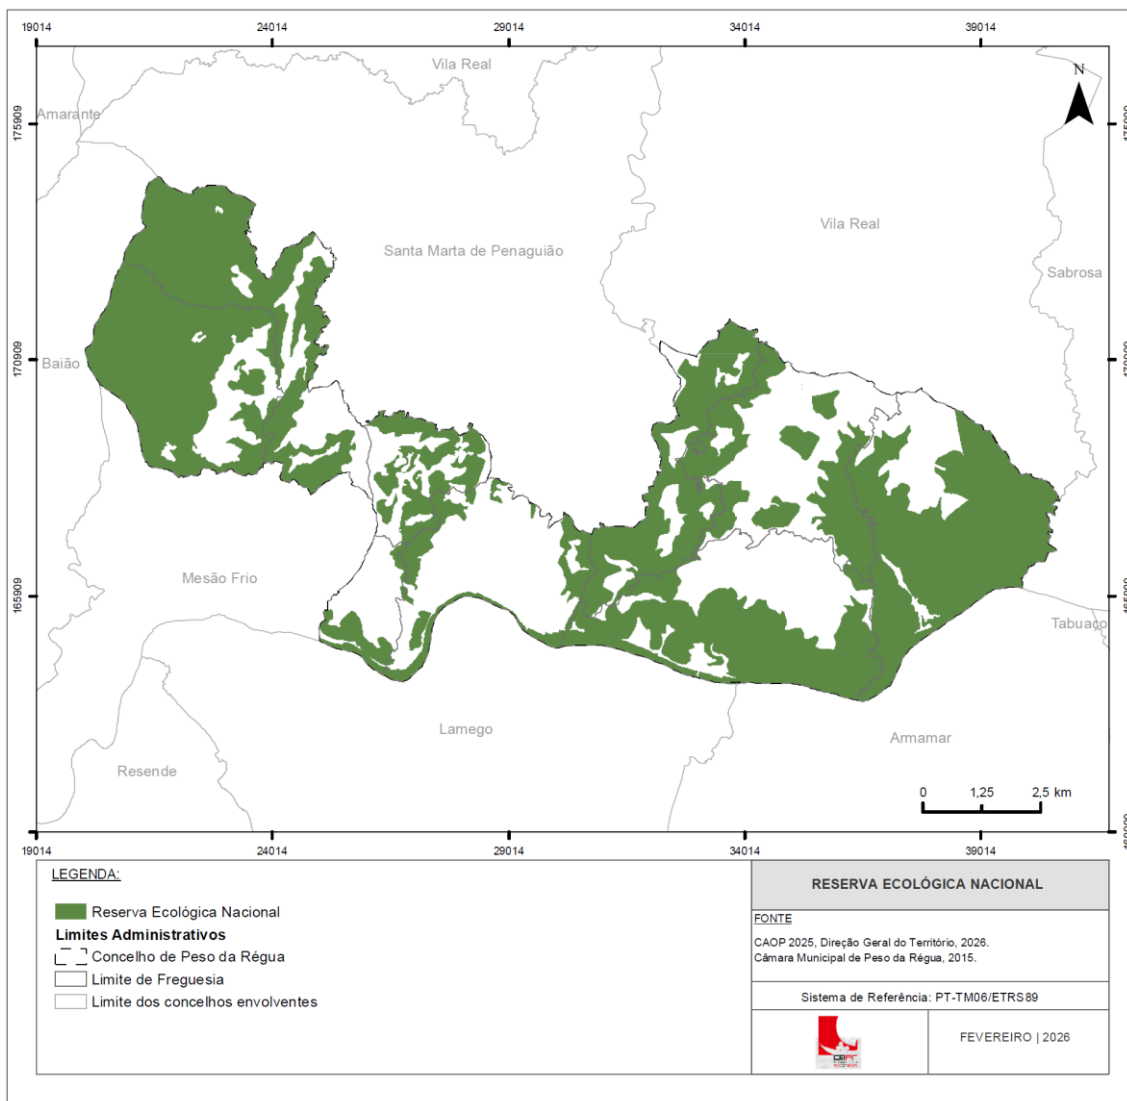 19014 24014 29014 34014 39014
Vila Real
N
Amarante
175909 175909
Vila Real
Santa Marta de Penaguião
Sabrosa
Baião
170909 170909
Mesão Frio
165909 165909
Tabuaço
Lamego
Armamar
Resende
0 1,25 2,5 km
160909
19014 24014 29014 34014 39014
LEGENDA:
Reserva Ecológica Nacional
Limites Administrativos
Concelho de Peso da Régua
Limite de Freguesia
Limite dos concelhos envolventes
RESERVA ECOLÓGICA NACIONAL
FONTE
CAOP 2025, Direção Geral do Território, 2026.
Câmara Municipal de Peso da Régua, 2015.
Sistema de Referência: PT-TM06/ETRS89
FEVEREIRO | 2026